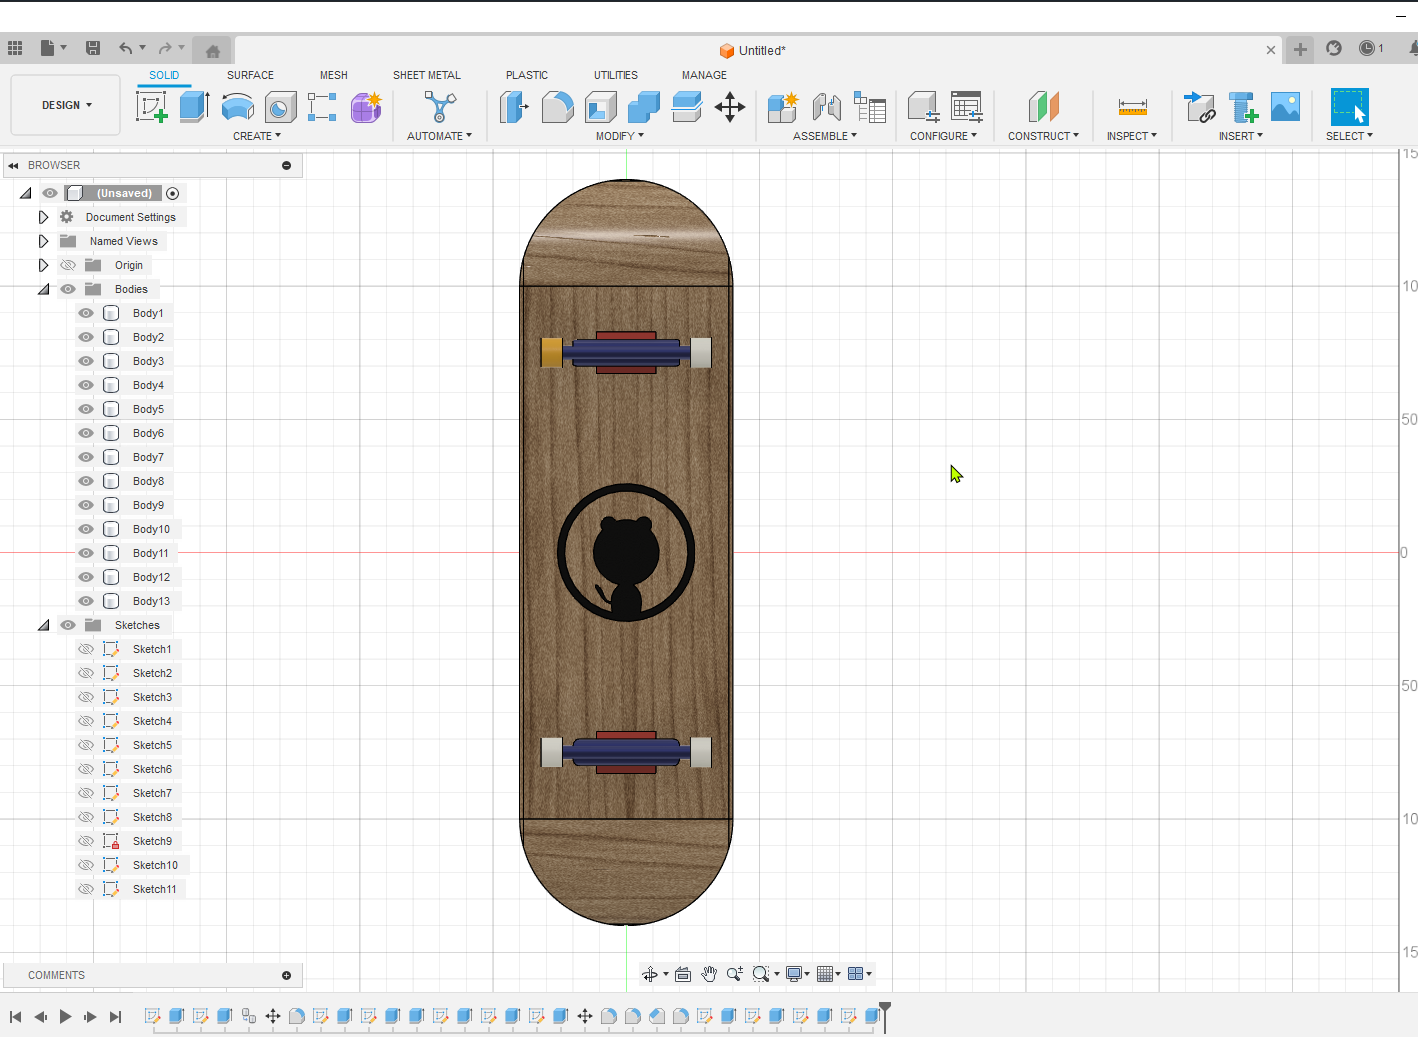 Untitled*
1
DESIGN
SOLID
SURFACE
MESH
SHEET METAL
PLASTIC
UTILITIES
MANAGE
CREATE
AUTOMATE
MODIFY
ASSEMBLE
CONFIGURE
CONSTRUCT
INSPECT
INSERT
SELECT
BROWSER
(Unsaved)
Document Settings
Named Views
Origin
Bodies
Body1
Body2
Body3
Body4
Body5
Body6
Body7
Body8
Body9
Body10
Body11
Body12
Body13
Sketches
Sketch1
Sketch2
Sketch3
Sketch4
Sketch5
Sketch6
Sketch7
Sketch8
Sketch9
Sketch10
Sketch11
15
10
50
0
50
10
15
COMMENTS